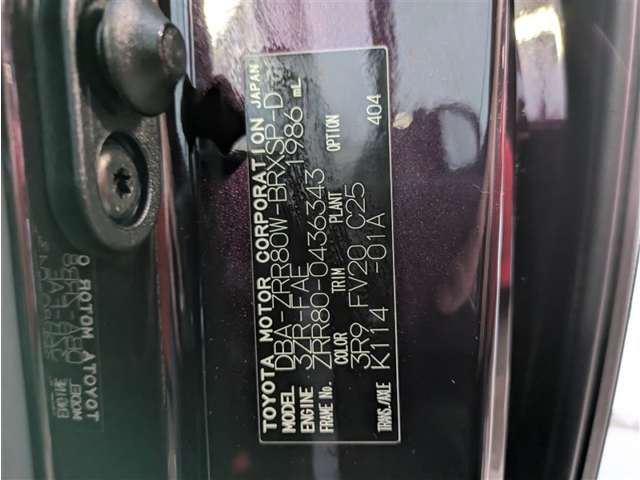 TOYOTA MOTOR CORPORATION JAPAN
MODEL DBA-ZRR80W-BRXSP-D
ENGINE 3ZR-FAE 1986 mL
FRAME No. ZRR80-0436343
COLOR TRIM PLANT OPTION
3R9 FV20 C25 404
TRANS./AXLE K114 -01A